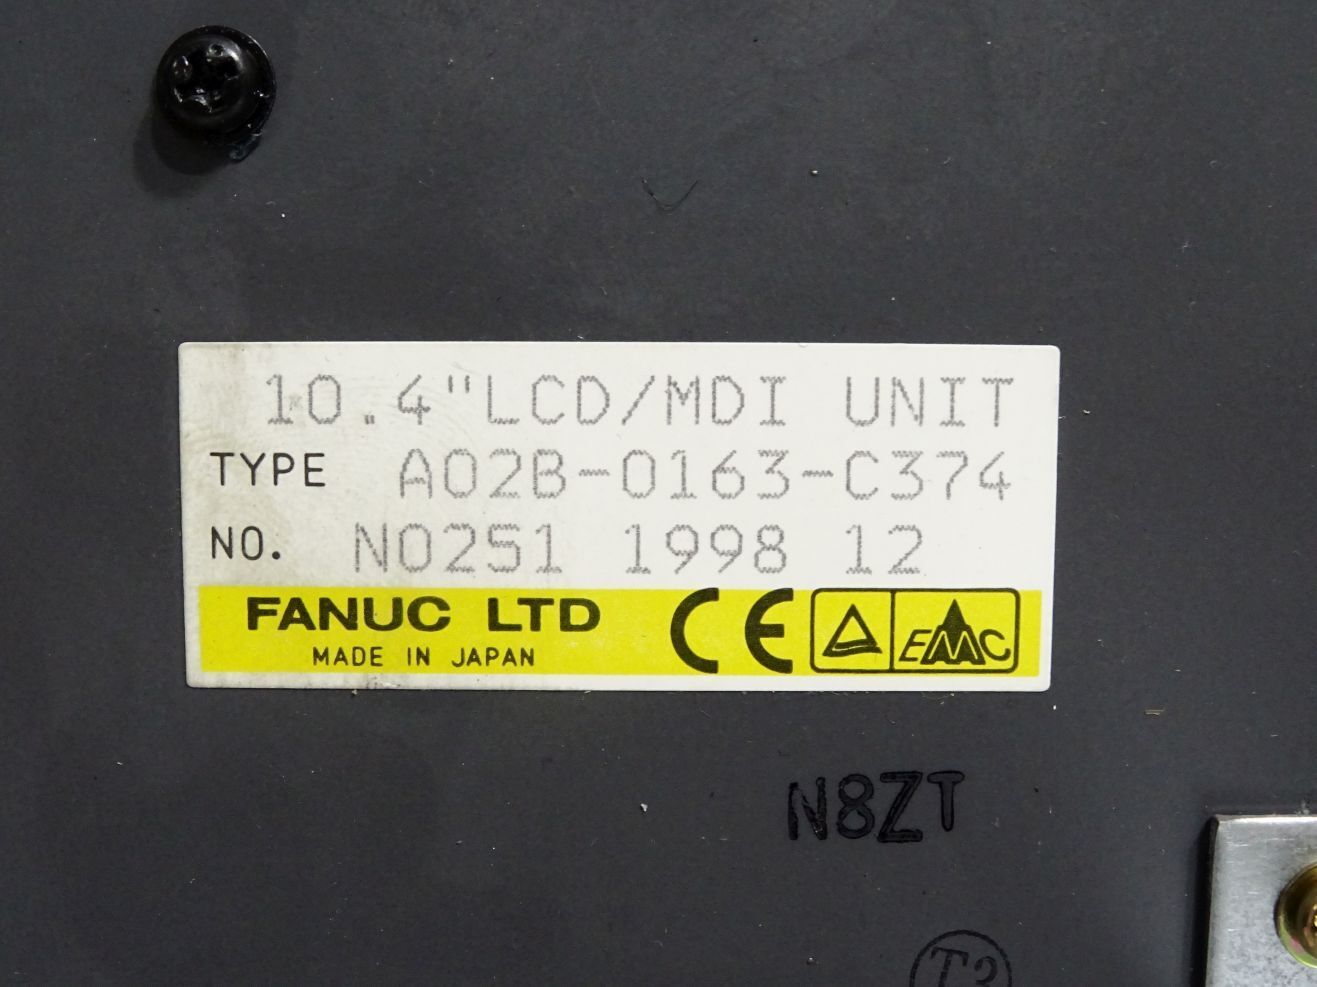 10.4"LCD/MDI UNIT
TYPE A02B-0163-C374
NO. N02S1 1998 12
FANUC LTD CE EMC
MADE IN JAPAN
N8ZT